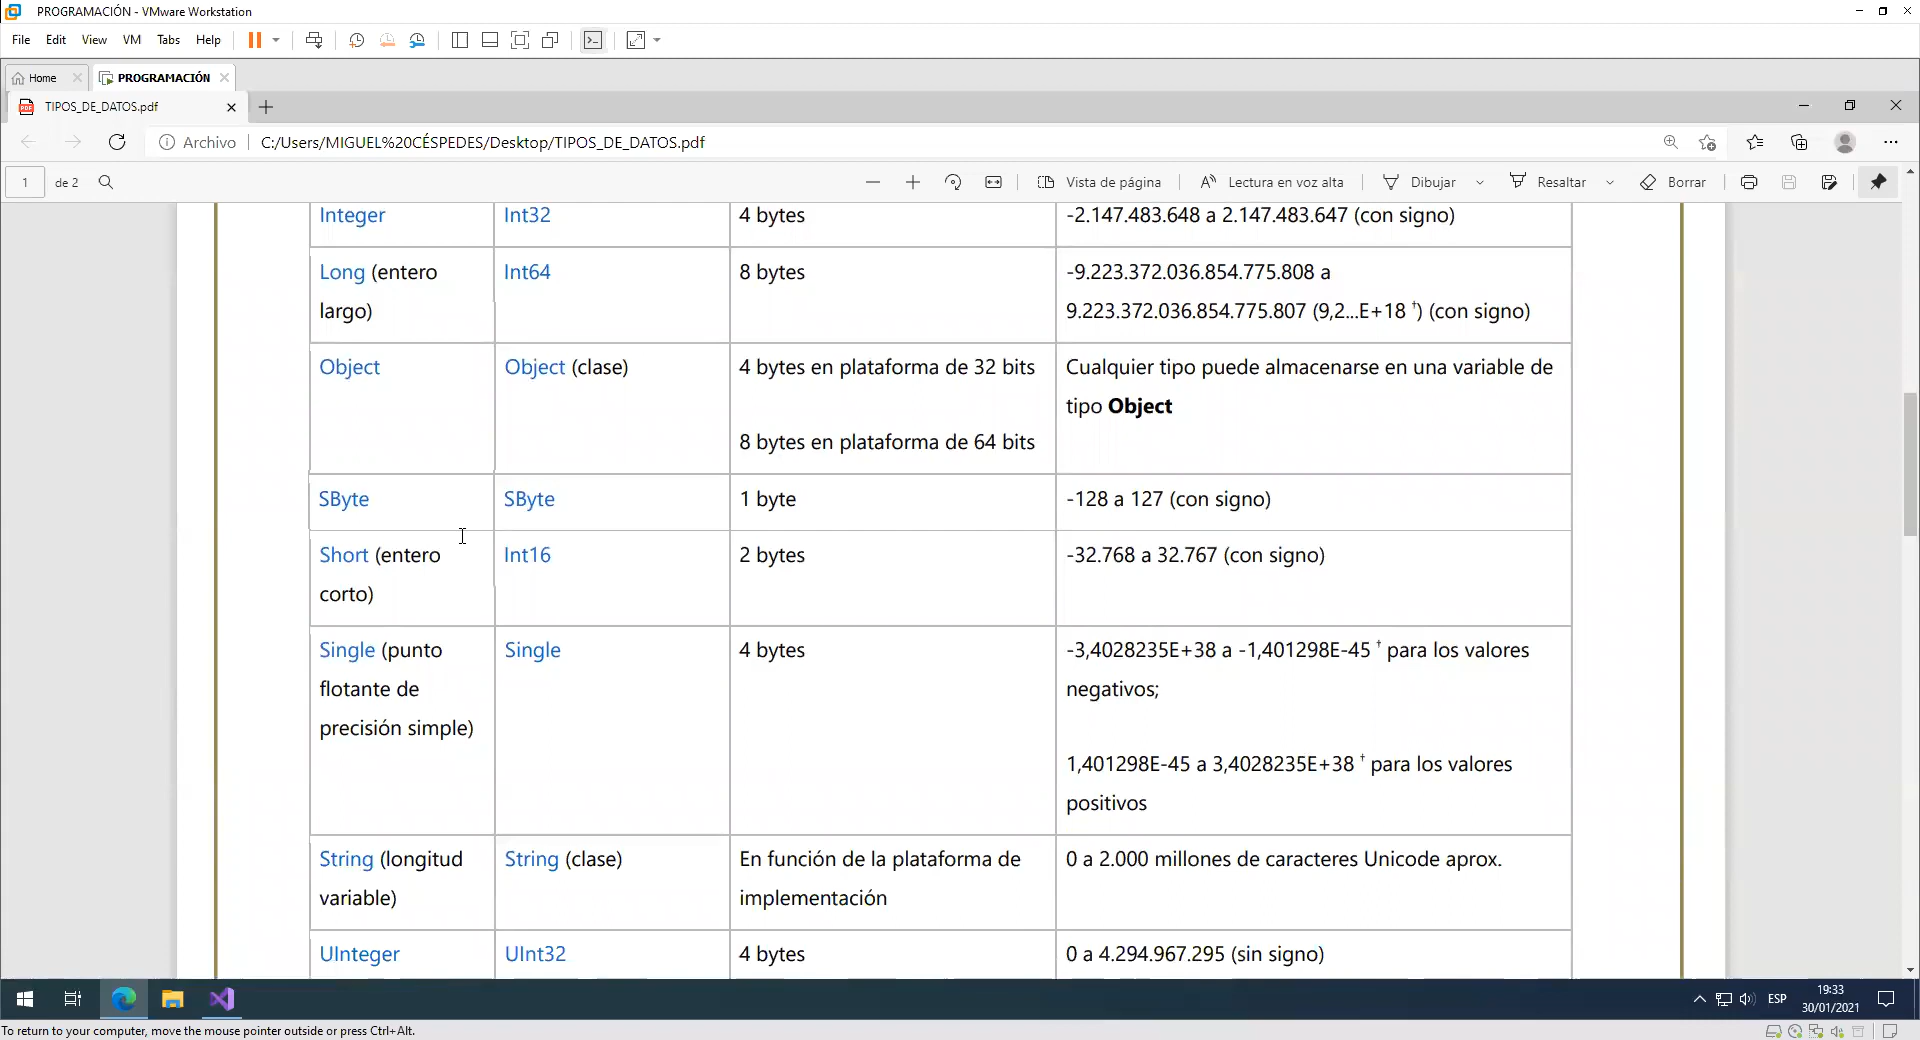 PROGRAMACIÓN - VMware Workstation
File Edit View VM Tabs Help
Home PROGRAMACIÓN
TIPOS_DE_DATOS.pdf
Archivo C:/Users/MIGUEL%20CÉSPEDES/Desktop/TIPOS_DE_DATOS.pdf
1 de 2 Vista de página Lectura en voz alta Dibujar Resaltar Borrar
Integer Int32 4 bytes -2.147.483.648 a 2.147.483.647 (con signo)
Long (entero Int64 8 bytes -9.223.372.036.854.775.808 a
largo) 9.223.372.036.854.775.807 (9,2...E+18 †) (con signo)
Object Object (clase) 4 bytes en plataforma de 32 bits Cualquier tipo puede almacenarse en una variable de
tipo Object
8 bytes en plataforma de 64 bits
SByte SByte 1 byte -128 a 127 (con signo)
Short (entero Int16 2 bytes -32.768 a 32.767 (con signo)
corto)
Single (punto Single 4 bytes -3,4028235E+38 a -1,401298E-45 † para los valores
flotante de negativos;
precisión simple)
1,401298E-45 a 3,4028235E+38 † para los valores
positivos
String (longitud String (clase) En función de la plataforma de 0 a 2.000 millones de caracteres Unicode aprox.
variable) implementación
UInteger UInt32 4 bytes 0 a 4.294.967.295 (sin signo)
ESP 19:33
30/01/2021
To return to your computer, move the mouse pointer outside or press Ctrl+Alt.